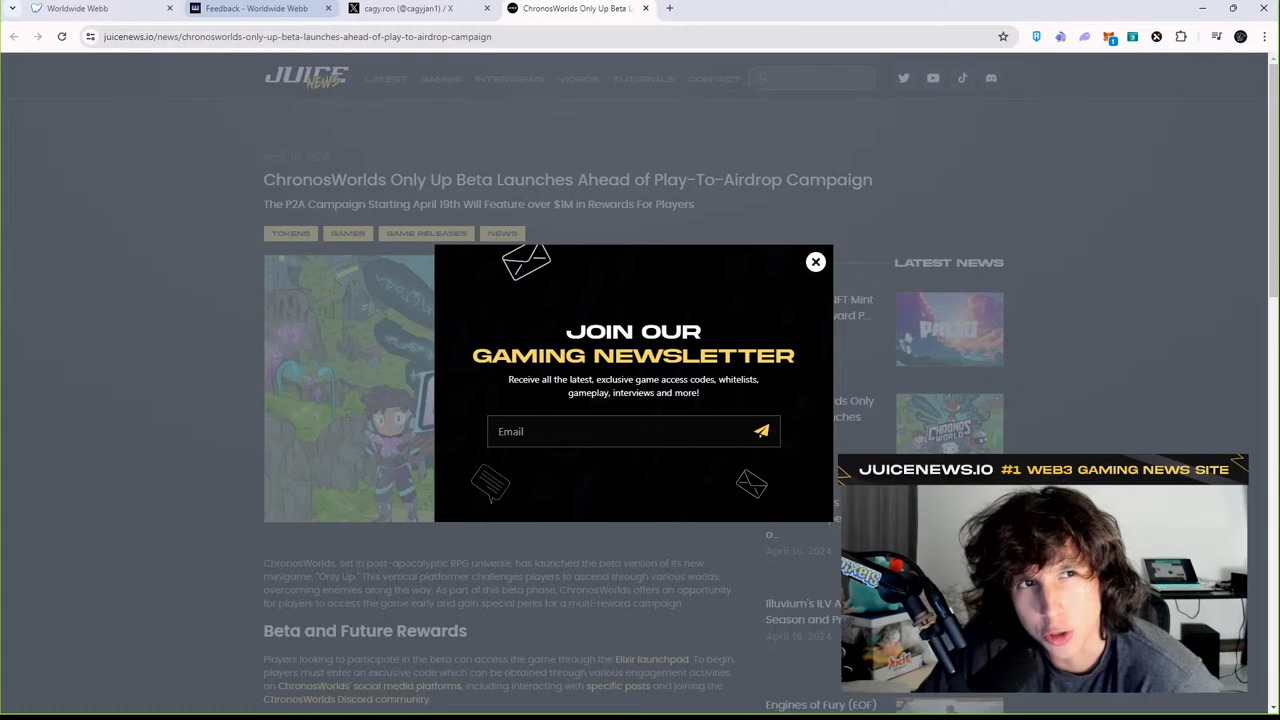 Worldwide Webb
Feedback - Worldwide Webb
cagy.ron (@cagyjan1) / X
ChronosWorlds Only Up Beta L
juicenews.io/news/chronosworlds-only-up-beta-launches-ahead-of-play-to-airdrop-campaign
JUICE NEWS
LATEST GAMES INTERVIEWS VIDEOS TUTORIALS CONTACT
ChronosWorlds Only Up Beta Launches Ahead of Play-To-Airdrop Campaign
The P2A Campaign Starting April 19th Will Feature over $1M in Rewards For Players
TOKENS GAMES GAME RELEASES NEWS
LATEST NEWS
JOIN OUR
GAMING NEWSLETTER
Receive all the latest, exclusive game access codes, whitelists,
gameplay, interviews and more!
Email
FT Mint
ard P...
lds Only
unches
o...
April 16, 2024
Illuvium's ILV A
Season and Pr
April 16, 2024
Engines of Fury (EOF)
JUICENEWS.IO #1 WEB3 GAMING NEWS SITE
ChronosWorlds, set in post-apocalyptic RPG universe, has launched the beta version of its new
minigame, "Only Up." This vertical platformer challenges players to ascend through various worlds,
overcoming enemies along the way. As part of this beta phase, ChronosWorlds offers an opportunity
for players to access the game early and gain special perks for a multi-reward campaign.
Beta and Future Rewards
Players looking to participate in the beta can access the game through the Elixir launchpad. To begin,
players must enter an exclusive code which can be obtained through various engagement activities
on ChronosWorlds' social media platforms, including interacting with specific posts and joining the
ChronosWorlds Discord community.